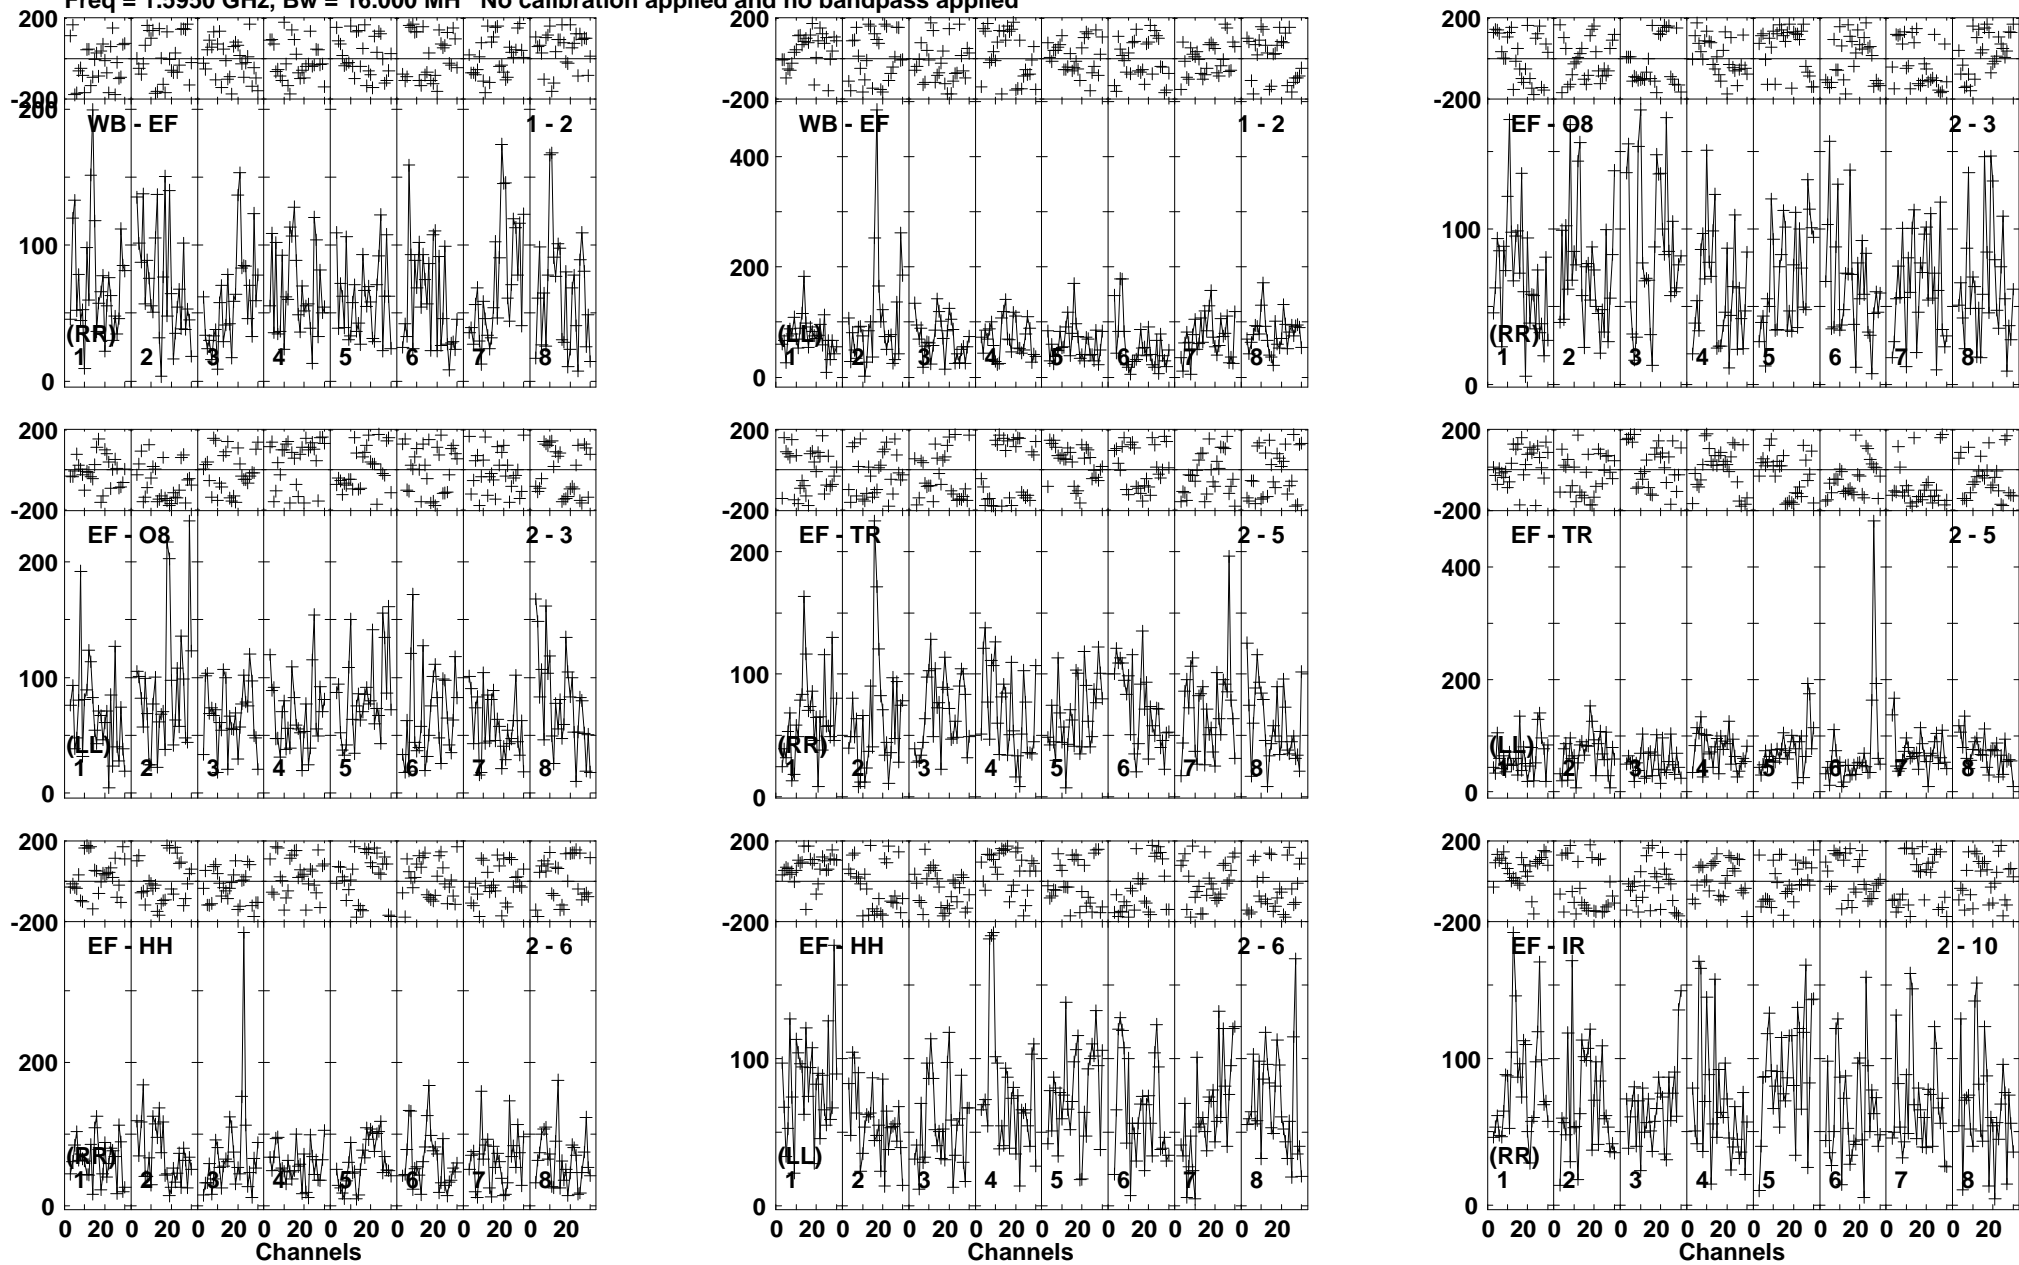 Freq = 1.5950 GHz, Bw = 16.000 MH No calibration applied and no bandpass applied
200 200 200
-200 -200 -200
200
WB - EF 1 - 2 WB - EF 1 - 2 EF - O8 2 - 3
400
100 200 100
(RR) (LL) (RR)
1 2 3 4 5 6 7 8 1 2 3 4 5 6 7 8 1 2 3 4 5 6 7 8
0 0 0
200 200 200
-200 -200 -200
EF - O8 2 - 3 EF - TR 2 - 5 EF - TR 2 - 5
200 200 400
100 100 200
(LL) (RR) (LL)
1 2 3 4 5 6 7 8 1 2 3 4 5 6 7 8 1 2 3 4 5 6 7 8
0 0 0
200 200 200
-200 -200 -200
EF - HH 2 - 6 EF - HH 2 - 6 EF - IR 2 - 10
200 100 100
(RR) (LL) (RR)
1 2 3 4 5 6 7 8 1 2 3 4 5 6 7 8 1 2 3 4 5 6 7 8
0 0 0
0 20 0 20 0 20 0 20 0 20 0 20 0 20 0 20 0 20 0 20 0 20 0 20 0 20 0 20 0 20 0 20 0 20 0 20 0 20 0 20 0 20 0 20 0 20 0 20
Channels Channels Channels